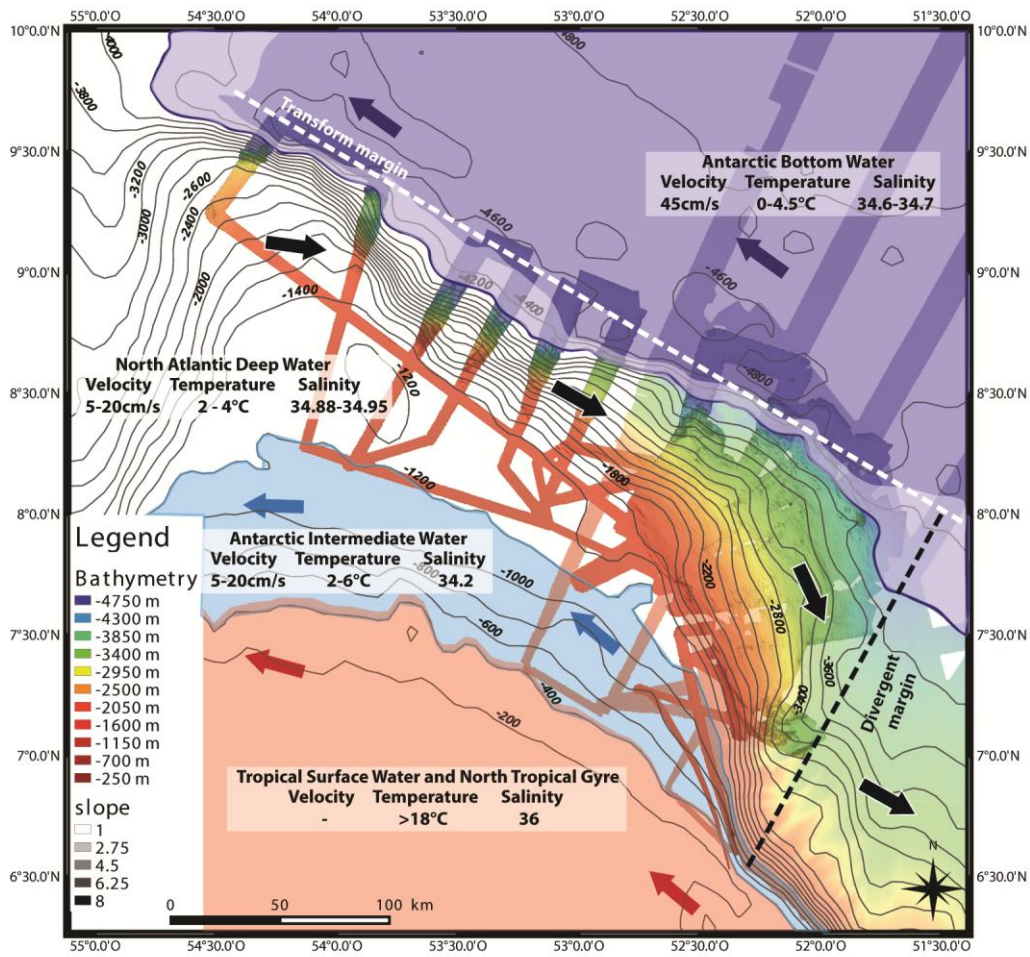 55°0.0'O 54°30.0'O 54°0.0'O 53°30.0'O 53°0.0'O 52°30.0'O 52°0.0'O 51°30.0'O
10°0.0'N 10°0.0'N
-4000
-3800
-4800
Transform margin
9°30.0'N 9°30.0'N
Antarctic Bottom Water
Velocity Temperature Salinity
45cm/s 0-4.5°C 34.6-34.7
-3200
-2600
-3000
-2400
-4600
-2000
9°0.0'N 9°0.0'N
-1400
-4200
-4400
-4600
North Atlantic Deep Water
Velocity Temperature Salinity
5-20cm/s 2 - 4°C 34.88-34.95
-1200
-4800
8°30.0'N 8°30.0'N
-1200
-1800
8°0.0'N 8°0.0'N
Antarctic Intermediate Water
Velocity Temperature Salinity
5-20cm/s 2-6°C 34.2
-800
-1000
-600
-400
-200
-2200
-2800
-3600
-3400
Divergent
margin
7°30.0'N 7°30.0'N
7°0.0'N 7°0.0'N
Tropical Surface Water and North Tropical Gyre
Velocity Temperature Salinity
- >18°C 36
6°30.0'N 6°30.0'N
Legend
Bathymetry
-4750 m
-4300 m
-3850 m
-3400 m
-2950 m
-2500 m
-2050 m
-1600 m
-1150 m
-700 m
-250 m
slope
1
2.75
4.5
6.25
8
0 50 100 km
N
55°0.0'O 54°30.0'O 54°0.0'O 53°30.0'O 53°0.0'O 52°30.0'O 52°0.0'O 51°30.0'O